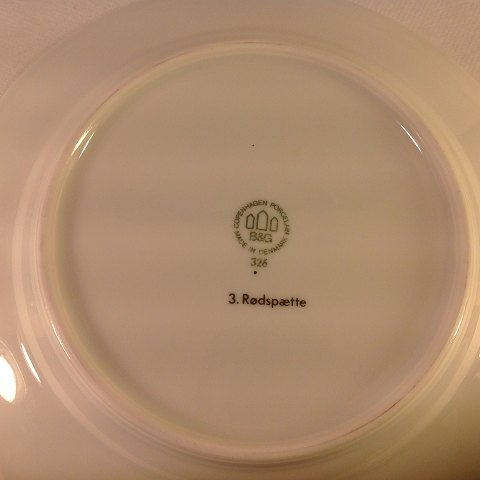 COPENHAGEN PORCELAIN
B&G
MADE IN DENMARK
326
3. Rødspætte